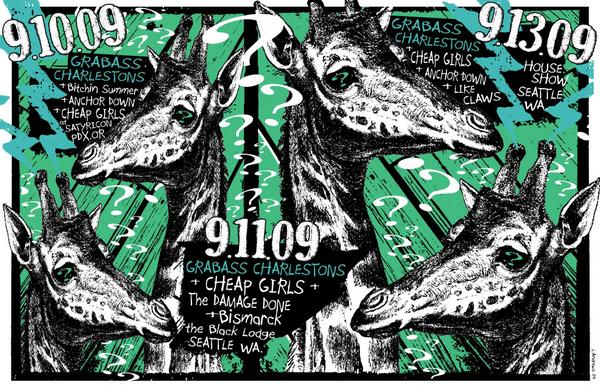 9.10.09
GRABASS
CHARLESTONS
+ Bitchin Summer
+ ANCHOR DOWN
+ CHEAP GIRLS
at SATYRICON
PDX, OR
9.13.09
GRABASS
CHARLESTONS
+ CHEAP GIRLS
+ ANCHOR DOWN
+ LIKE
CLAWS
HOUSE
SHOW
SEATTLE
WA
9.11.09
GRABASS CHARLESTONS
+ CHEAP GIRLS +
The DAMAGE DONE
+ Bismarck
the Black Lodge
SEATTLE WA.